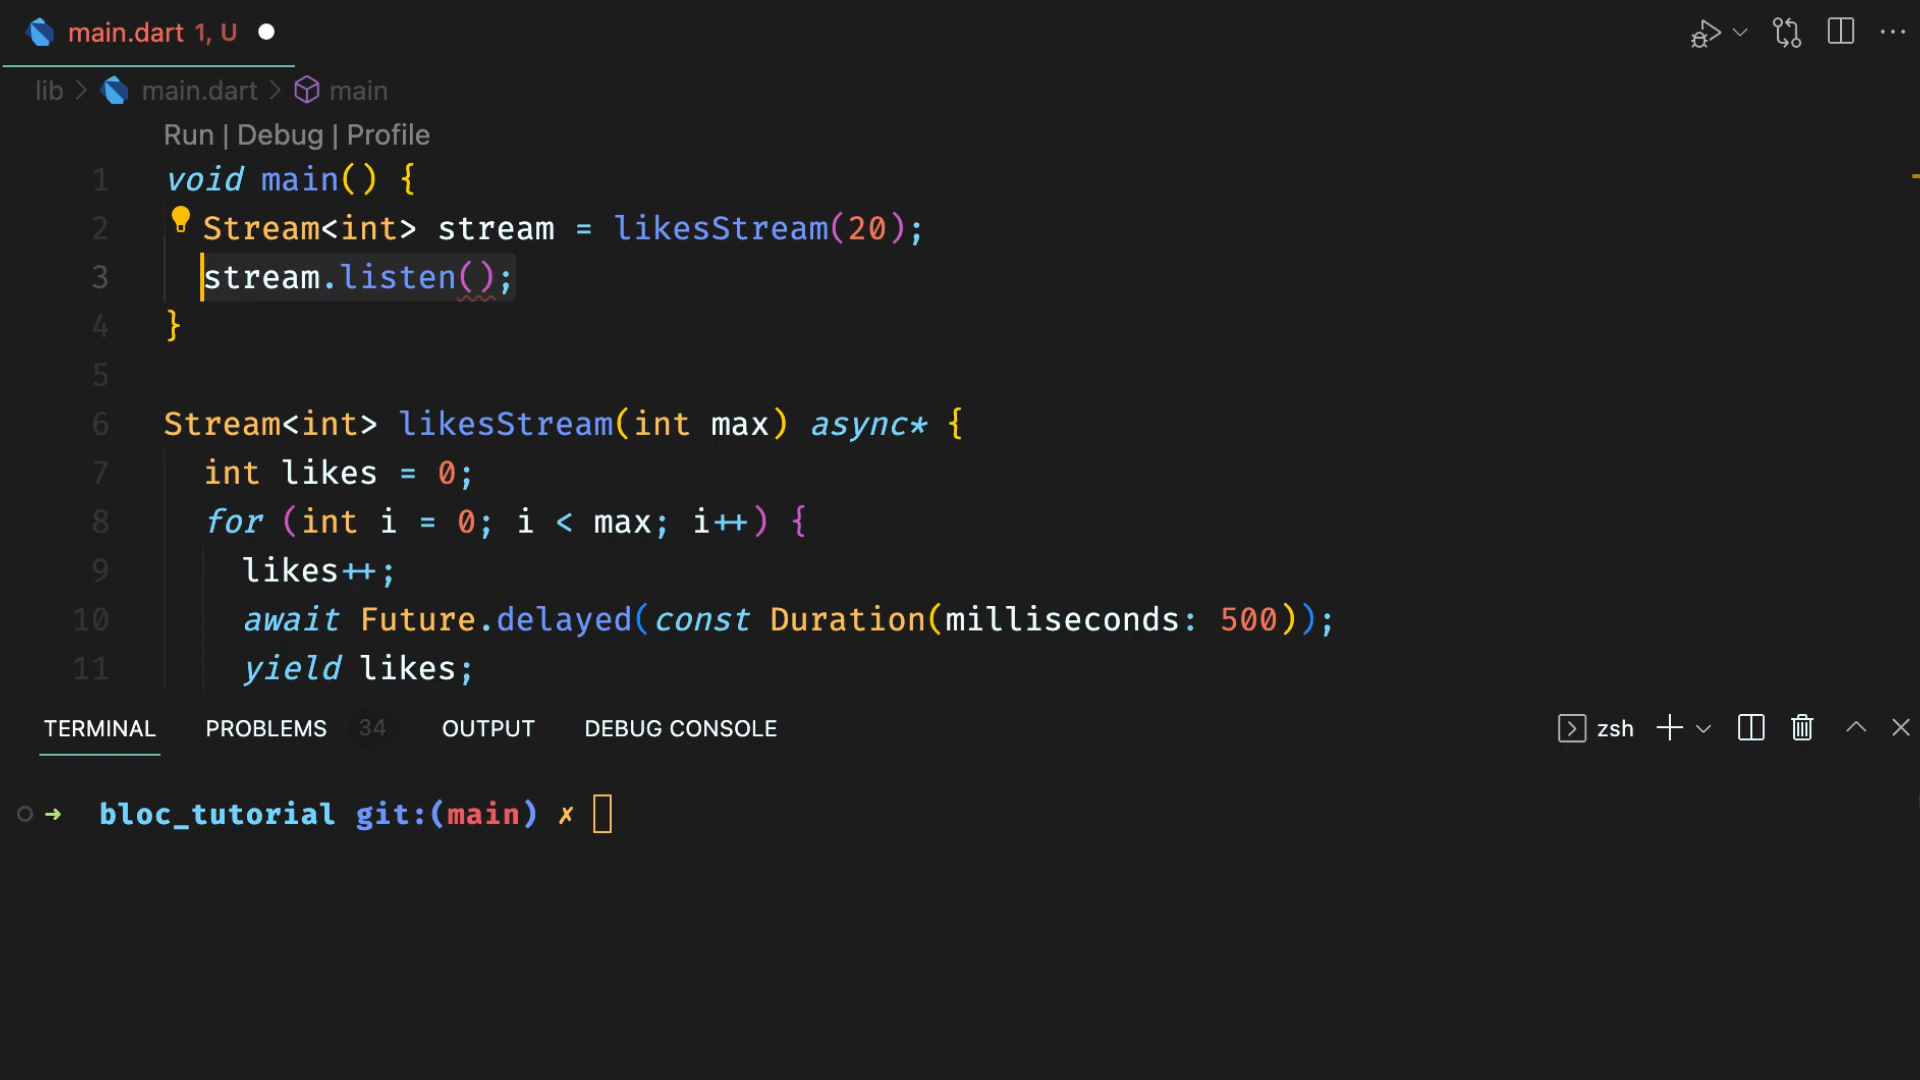 main.dart 1, U
lib > main.dart > main
Run | Debug | Profile
1 void main() {
2 Stream<int> stream = likesStream(20);
3 stream.listen();
4 }
5
6 Stream<int> likesStream(int max) async* {
7 int likes = 0;
8 for (int i = 0; i < max; i++) {
9 likes++;
10 await Future.delayed(const Duration(milliseconds: 500));
11 yield likes;
TERMINAL PROBLEMS 34 OUTPUT DEBUG CONSOLE zsh
➜ bloc_tutorial git:(main) ✗